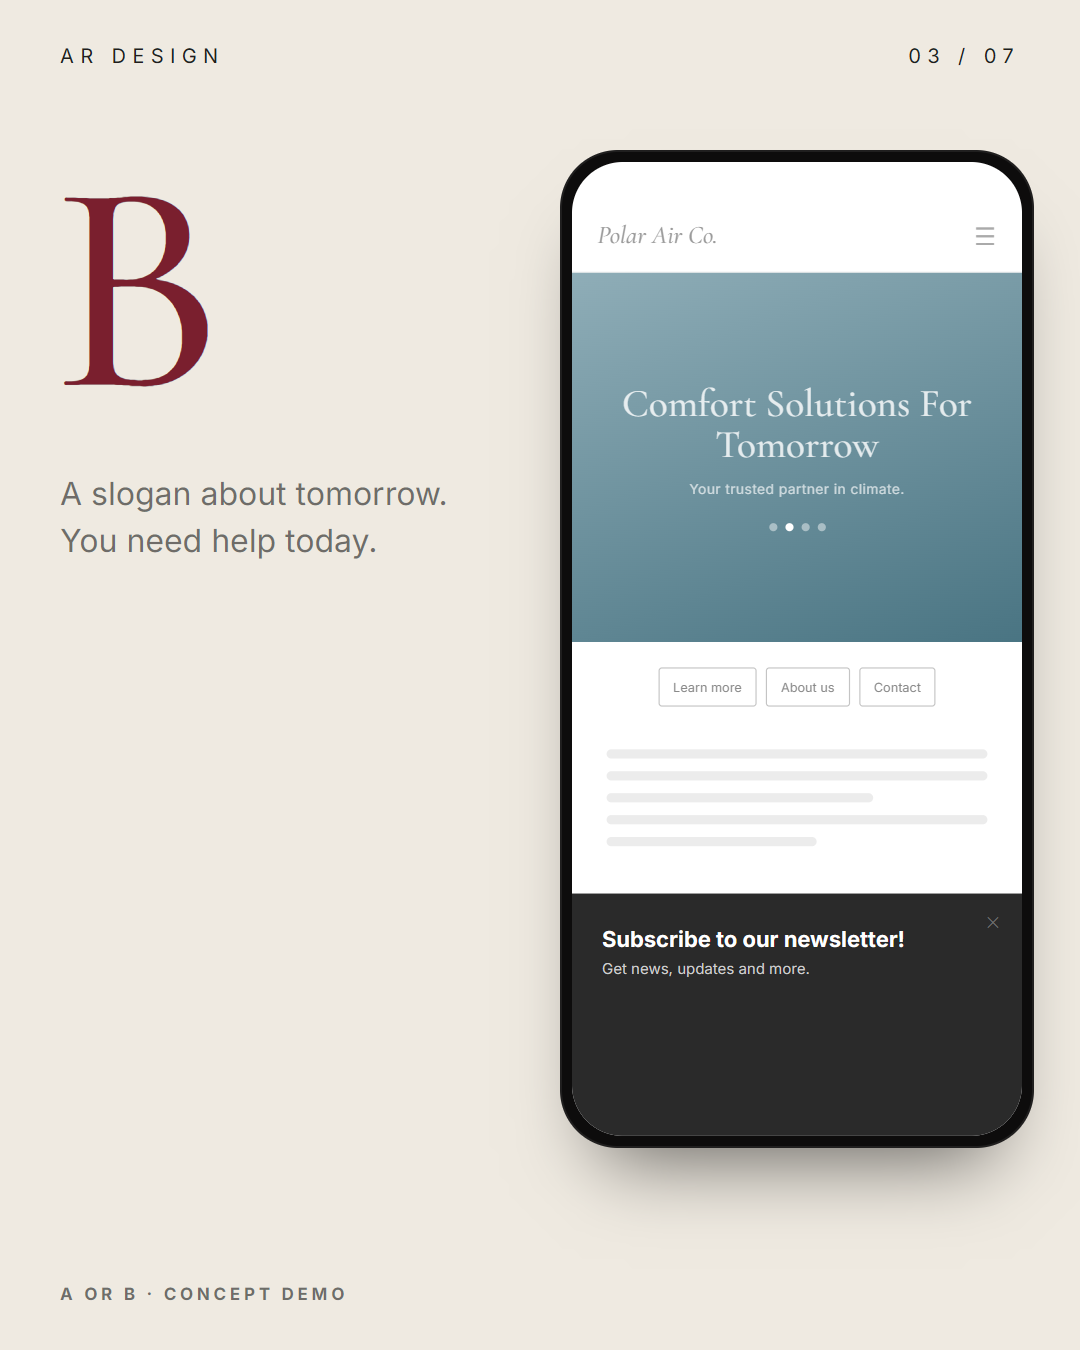 AR DESIGN
03 / 07
B
A slogan about tomorrow.
You need help today.
Polar Air Co.
Comfort Solutions For
Tomorrow
Your trusted partner in climate.
Learn more
About us
Contact
Subscribe to our newsletter!
Get news, updates and more.
A OR B · CONCEPT DEMO